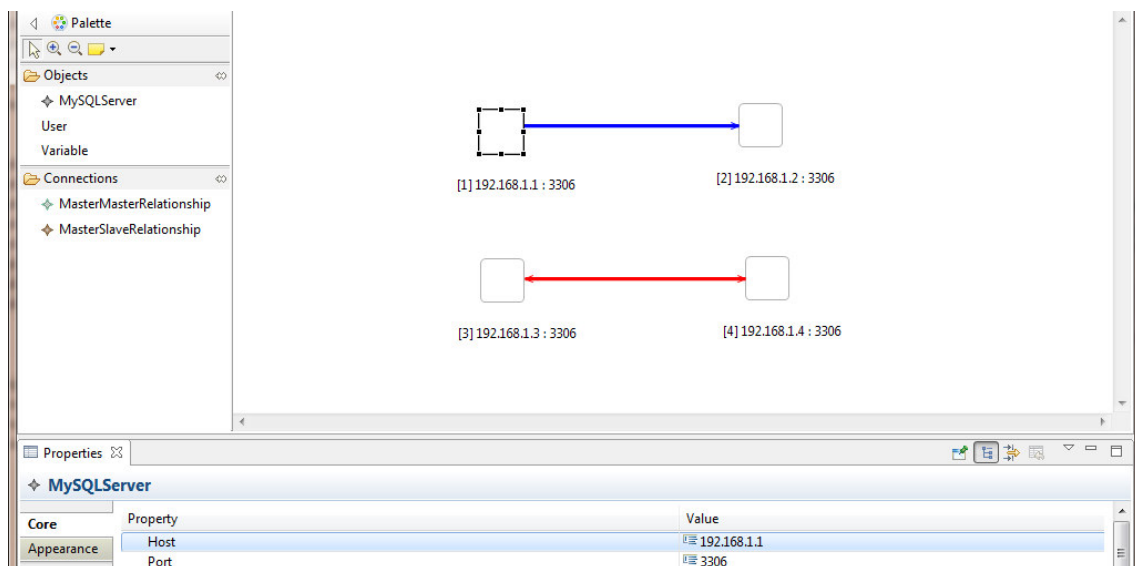 Palette
Objects
MySQLServer
User
Variable
Connections
MasterMasterRelationship
MasterSlaveRelationship
[1] 192.168.1.1 : 3306
[2] 192.168.1.2 : 3306
[3] 192.168.1.3 : 3306
[4] 192.168.1.4 : 3306
Properties
MySQLServer
Core
Appearance
Property Value
Host 192.168.1.1
Port 3306